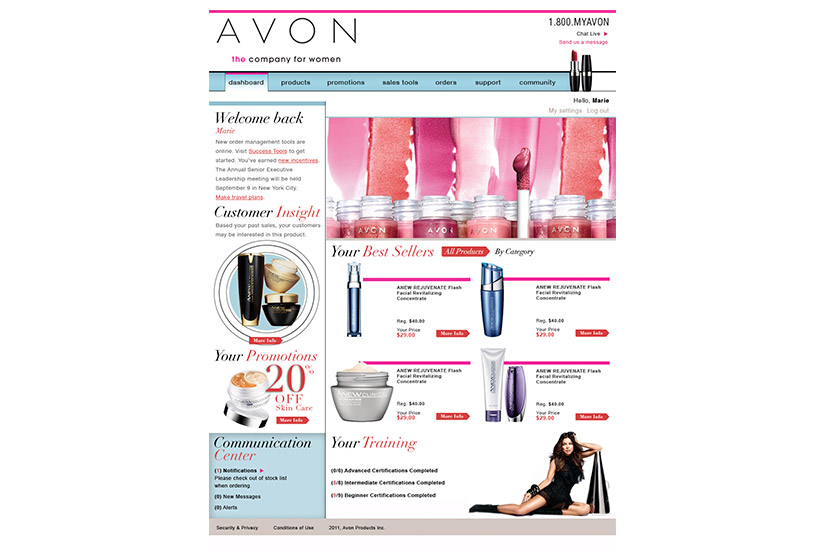 AVON
the company for women
1.800.MYAVON
Chat Live
Send us a message
dashboard products promotions sales tools orders support community
Hello, Marie
My settings Log out
Welcome back
Marie
New order management tools are
online. Visit Success Tools to get
started. You've earned new incentives.
The Annual Senior Executive
Leadership meeting will be held
September 9 in New York City.
Make travel plans.
Customer Insight
Based your past sales, your customers
may be interested in this product.
More Info
Your Promotions
20%
OFF
Skin Care
More Info
Communication
Center
(1) Notifications
Please check out of stock list
when ordering.
(0) New Messages
(0) Alerts
AVON AVON AVON
Your Best Sellers All Products By Category
ANEW REJUVENATE Flash
Facial Revitalizing
Concentrate
Reg. $40.00
Your Price
$29.00 More Info
ANEW REJUVENATE Flash
Facial Revitalizing
Concentrate
Reg. $40.00
Your Price
$29.00 More Info
ANEW CLINICAL
ANEW REJUVENATE Flash
Facial Revitalizing
Concentrate
Reg. $40.00
Your Price
$29.00 More Info
ANEW
ANEW REJUVENATE Flash
Facial Revitalizing
Concentrate
Reg. $40.00
Your Price
$29.00 More Info
Your Training
(0/6) Advanced Certifications Completed
(3/8) Intermediate Certifications Completed
(9/9) Beginner Certifications Completed
Security & Privacy Conditions of Use 2011, Avon Products Inc.